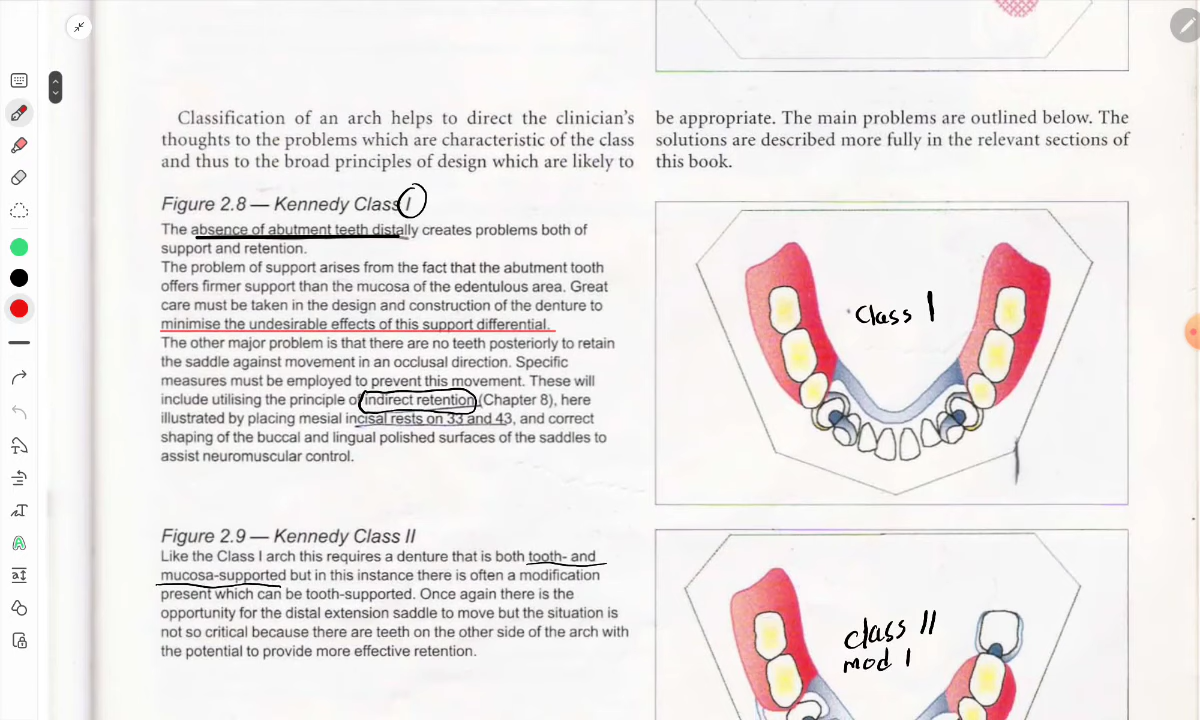 Classification of an arch helps to direct the clinician's
thoughts to the problems which are characteristic of the class
and thus to the broad principles of design which are likely to
be appropriate. The main problems are outlined below. The
solutions are described more fully in the relevant sections of
this book.
Figure 2.8 — Kennedy Class I
The absence of abutment teeth distally creates problems both of
support and retention.
The problem of support arises from the fact that the abutment tooth
offers firmer support than the mucosa of the edentulous area. Great
care must be taken in the design and construction of the denture to
minimise the undesirable effects of this support differential.
The other major problem is that there are no teeth posteriorly to retain
the saddle against movement in an occlusal direction. Specific
measures must be employed to prevent this movement. These will
include utilising the principle of indirect retention (Chapter 8), here
illustrated by placing mesial incisal rests on 33 and 43, and correct
shaping of the buccal and lingual polished surfaces of the saddles to
assist neuromuscular control.
Class I
Figure 2.9 — Kennedy Class II
Like the Class I arch this requires a denture that is both tooth- and
mucosa-supported but in this instance there is often a modification
present which can be tooth-supported. Once again there is the
opportunity for the distal extension saddle to move but the situation is
not so critical because there are teeth on the other side of the arch with
the potential to provide more effective retention.
class II
mod I